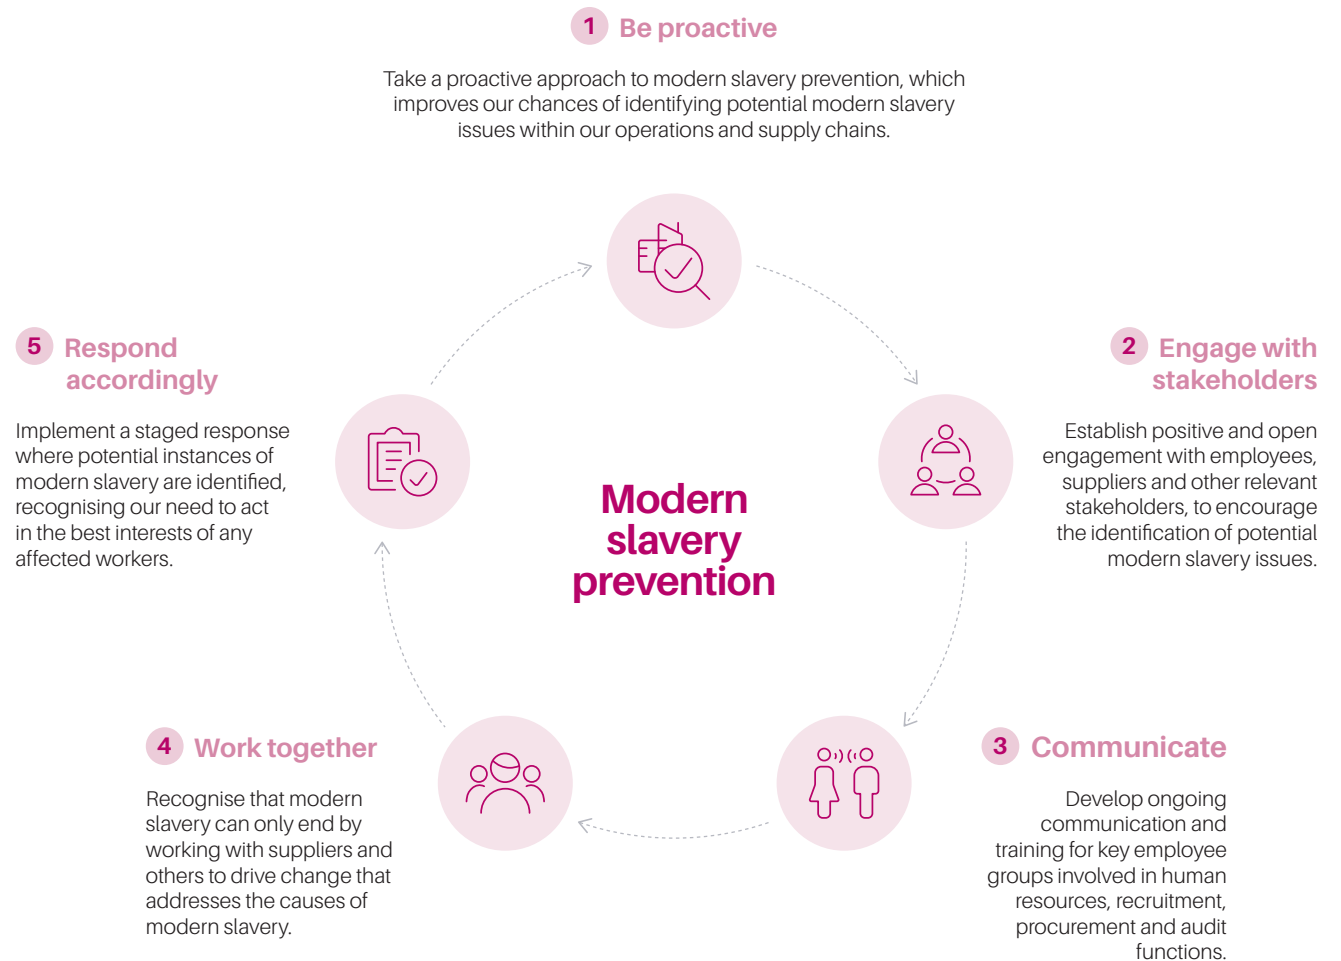 1 Be proactive
Take a proactive approach to modern slavery prevention, which
improves our chances of identifying potential modern slavery
issues within our operations and supply chains.
2 Engage with
stakeholders
Establish positive and open
engagement with employees,
suppliers and other relevant
stakeholders, to encourage
the identification of potential
modern slavery issues.
3 Communicate
Develop ongoing
communication and
training for key employee
groups involved in human
resources, recruitment,
procurement and audit
functions.
4 Work together
Recognise that modern
slavery can only end by
working with suppliers and
others to drive change that
addresses the causes of
modern slavery.
5 Respond
accordingly
Implement a staged response
where potential instances of
modern slavery are identified,
recognising our need to act
in the best interests of any
affected workers.
Modern
slavery
prevention